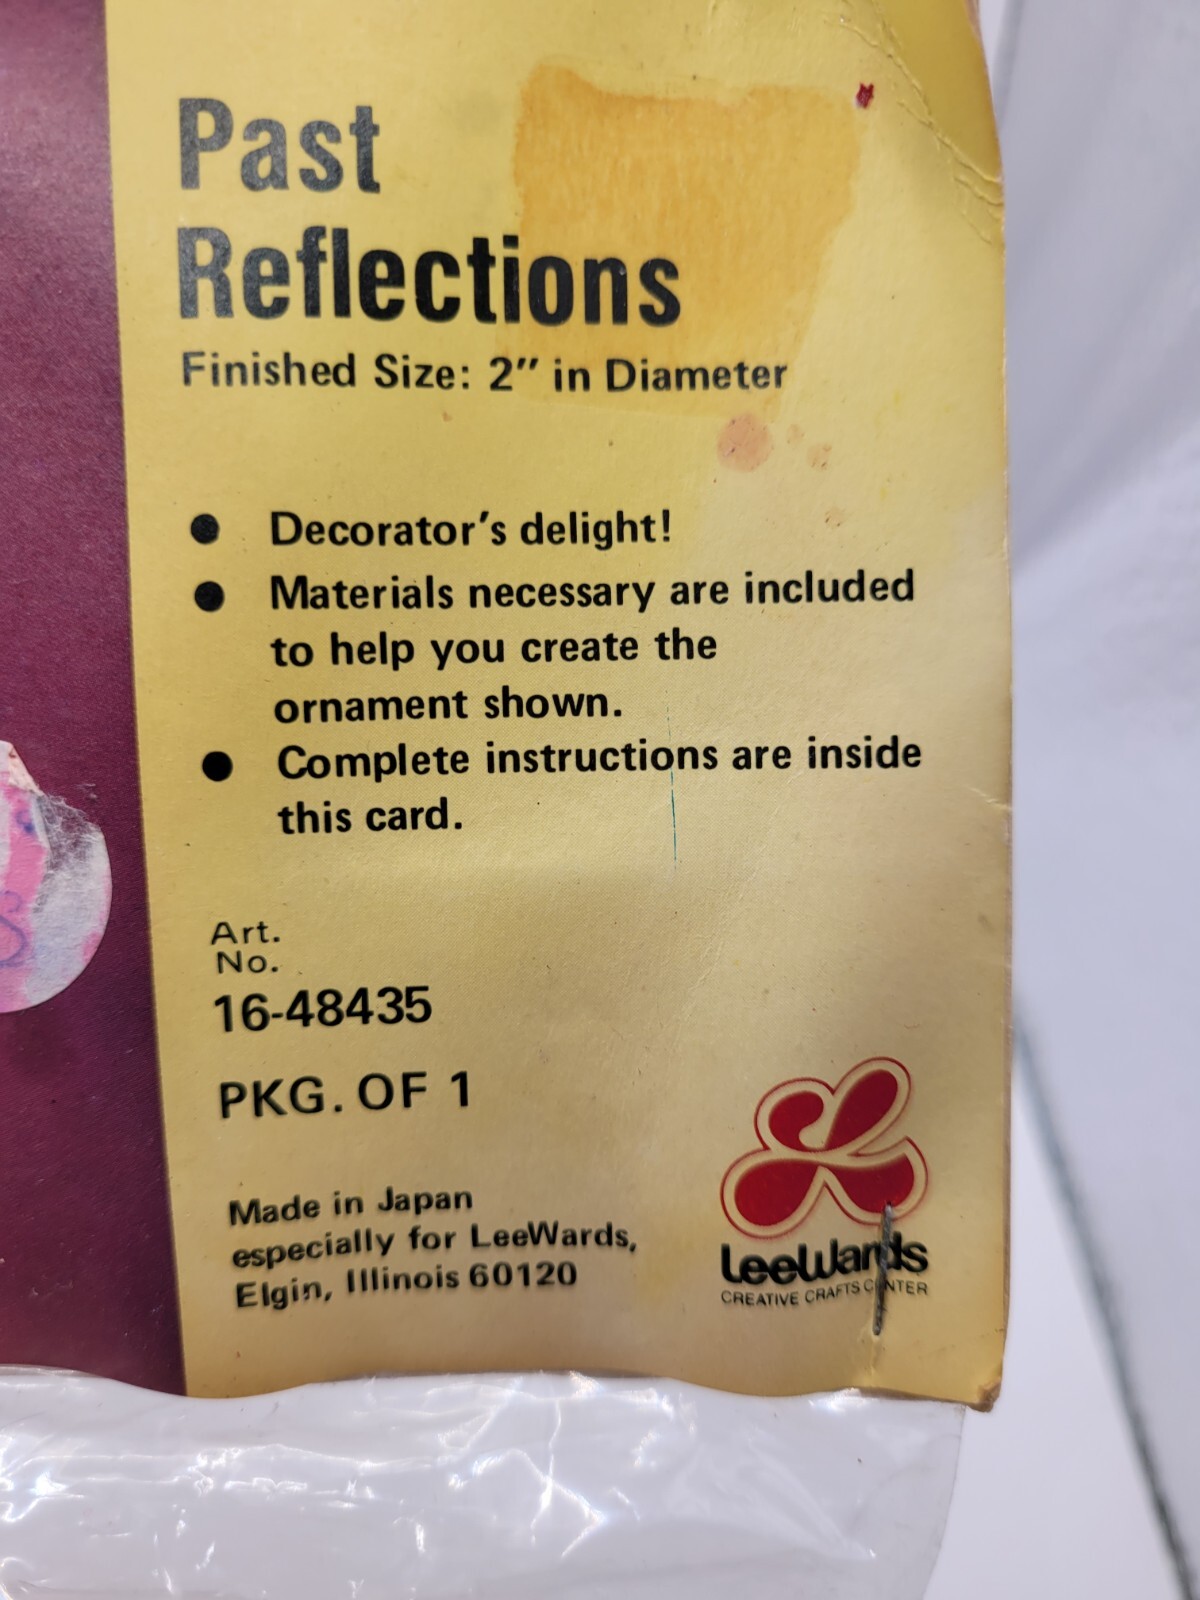 Past
Reflections
Finished Size: 2" in Diameter
● Decorator's delight!
● Materials necessary are included
to help you create the
ornament shown.
● Complete instructions are inside
this card.
Art.
No.
16-48435
PKG. OF 1
Made in Japan
especially for LeeWards,
Elgin, Illinois 60120
LeeWards
CREATIVE CRAFTS CENTER